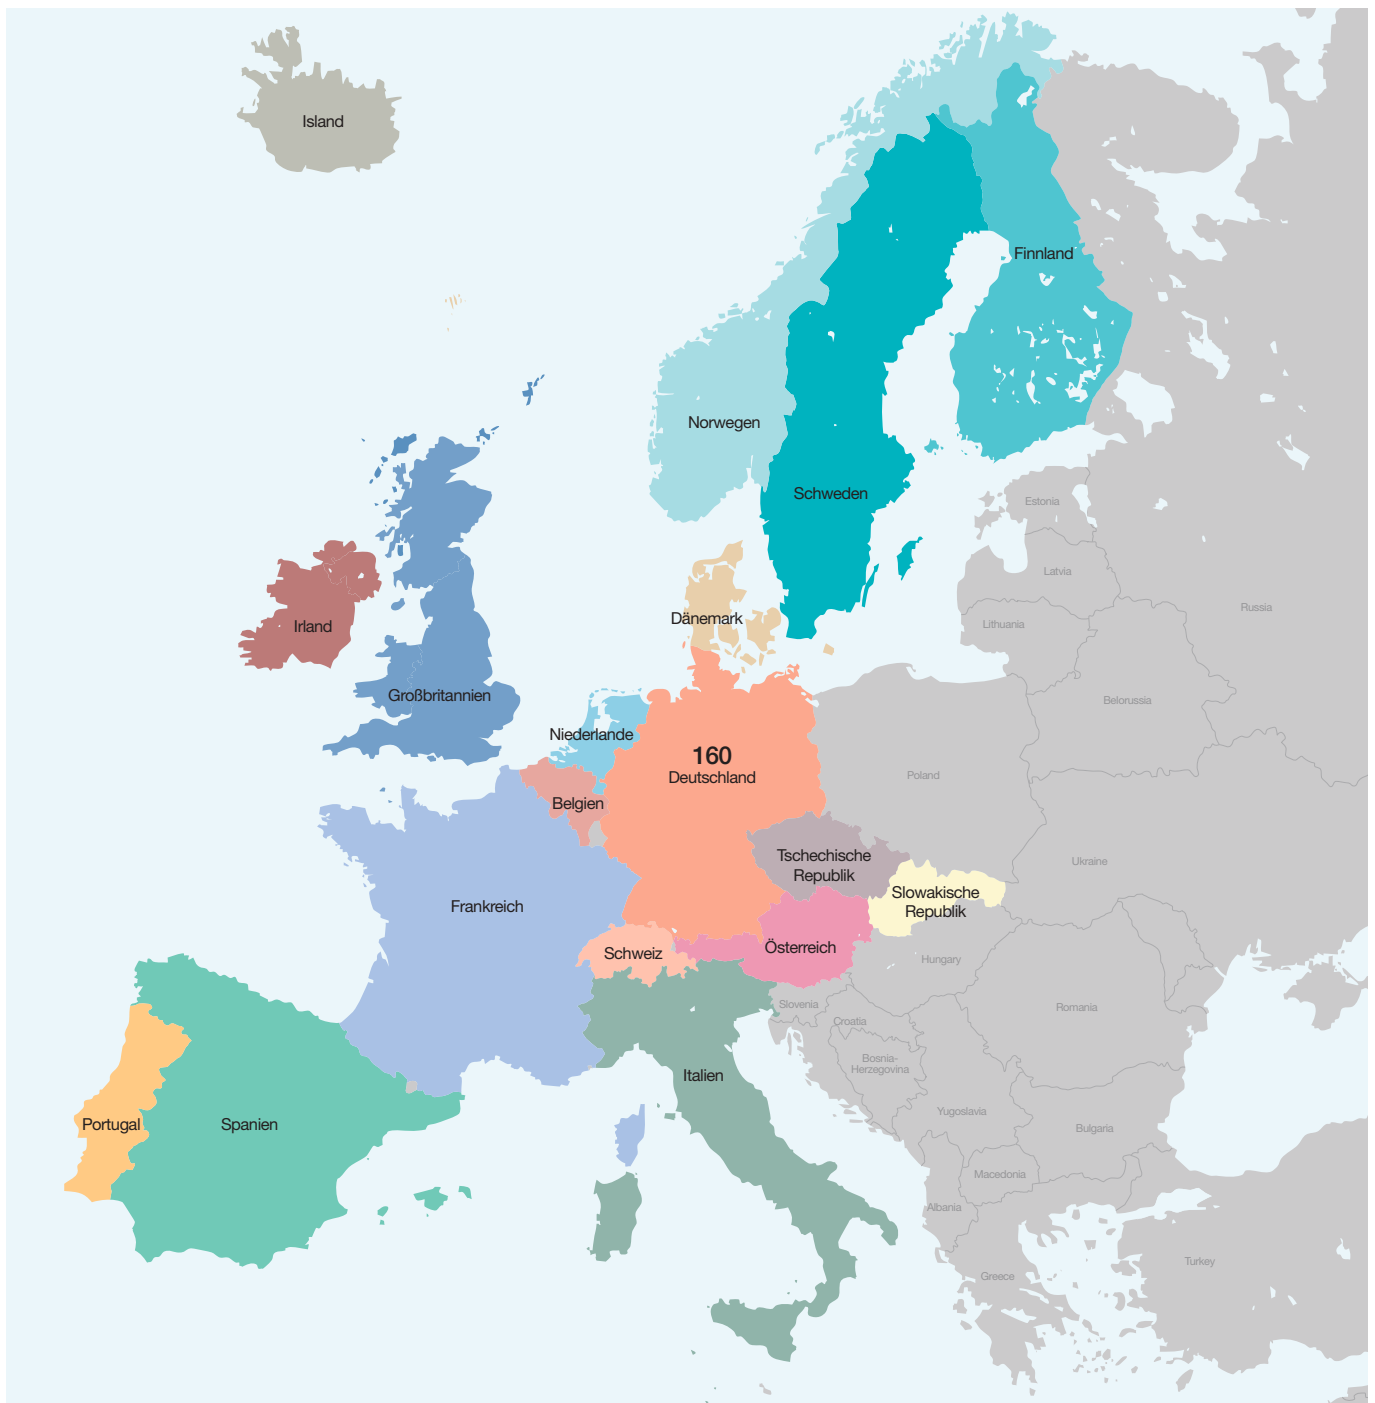 Island
Finnland
Norwegen
Schweden
Estonia
Latvia
Russia
Lithuania
Dänemark
Irland
Großbritannien
Belorussia
Niederlande
160
Deutschland
Poland
Belgien
Tschechische
Republik
Ukraine
Slowakische
Republik
Frankreich
Österreich
Schweiz
Hungary
Slovenia
Romania
Croatia
Bosnia-
Herzegovina
Italien
Yugoslavia
Portugal
Spanien
Bulgaria
Macedonia
Albania
Turkey
Greece